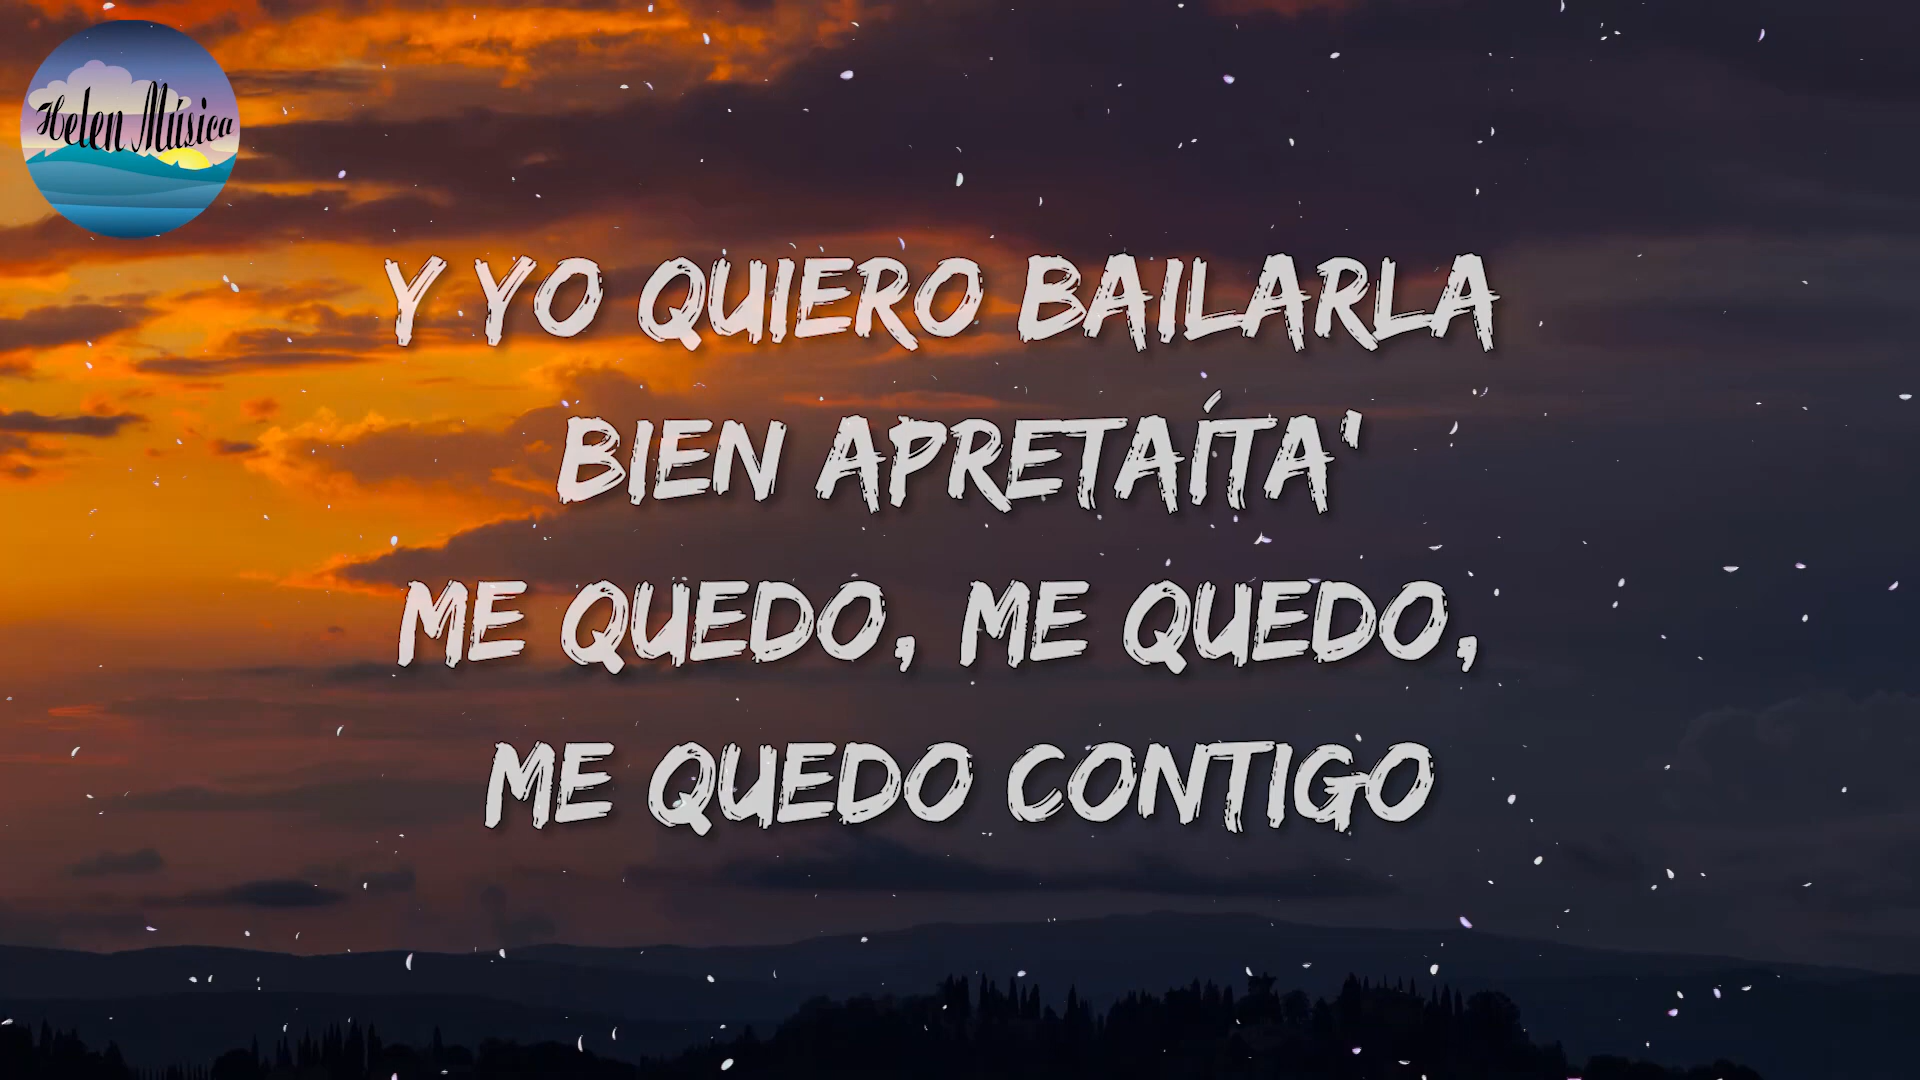 Helen Música
Y YO QUIERO BAILARLA
BIEN APRETAÍTA'
ME QUEDO, ME QUEDO,
ME QUEDO CONTIGO